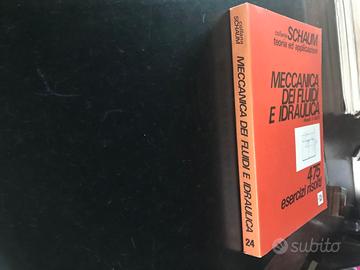 collana SCHAUM
teoria ed applicazioni
MECCANICA
DEI FLUIDI
E IDRAULICA
475
esercizi risolti
collana
SCHAUM
MECCANICA DEI FLUIDI E IDRAULICA
24
subito